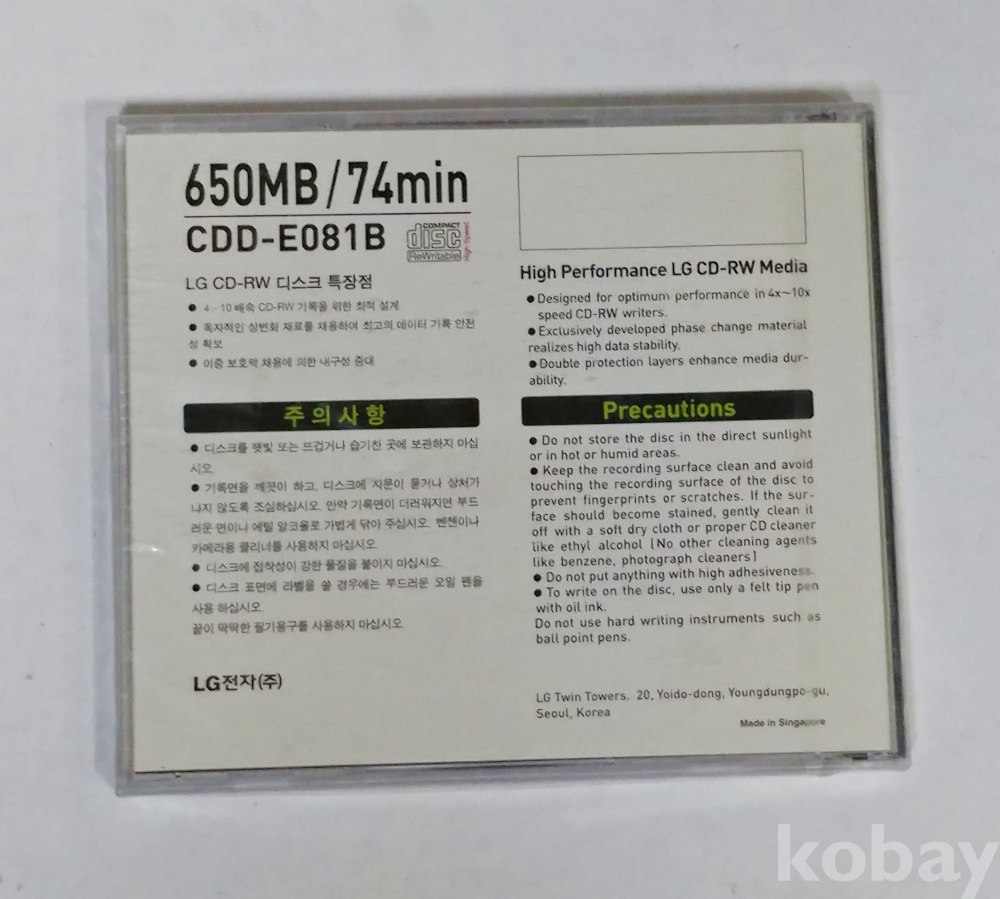 650MB/74min
CDD-E081B
COMPACT
disc
ReWritable
High Speed
LG CD-RW 디스크 특장점
● 4 - 10 배속 CD-RW 기록을 위한 최적 설계
● 독자적인 상변화 재료를 채용하여 최고의 데이터 기록 안전
성 확보
● 이중 보호막 채용에 의한 내구성 증대
주의사항
● 디스크를 햇빛 또는 뜨겁거나 습기찬 곳에 보관하지 마십
시오.
● 기록면을 깨끗이 하고, 디스크에 지문이 묻거나 상처가
나지 않도록 조심하십시오. 만약 기록면이 더러워지면 부드
러운 면이나 에틸 알코올로 가볍게 닦아 주십시오. 벤젠이나
카메라용 클리너를 사용하지 마십시오.
● 디스크에 접착성이 강한 물질을 붙이지 마십시오.
● 디스크 표면에 라벨을 쓸 경우에는 부드러운 오일 펜을
사용 하십시오.
끝이 딱딱한 필기용구를 사용하지 마십시오.
LG전자(주)
High Performance LG CD-RW Media
● Designed for optimum performance in 4x~10x
speed CD-RW writers.
● Exclusively developed phase change material
realizes high data stability.
● Double protection layers enhance media dur-
ability.
Precautions
● Do not store the disc in the direct sunlight
or in hot or humid areas.
● Keep the recording surface clean and avoid
touching the recording surface of the disc to
prevent fingerprints or scratches. If the sur-
face should become stained, gently clean it
off with a soft dry cloth or proper CD cleaner
like ethyl alcohol (No other cleaning agents
like benzene, photograph cleaners)
● Do not put anything with high adhesiveness.
● To write on the disc, use only a felt tip pen
with oil ink.
Do not use hard writing instruments such as
ball point pens.
LG Twin Towers. 20, Yoido-dong, Youngdungpo-gu,
Seoul, Korea
Made in Singapore
kobay